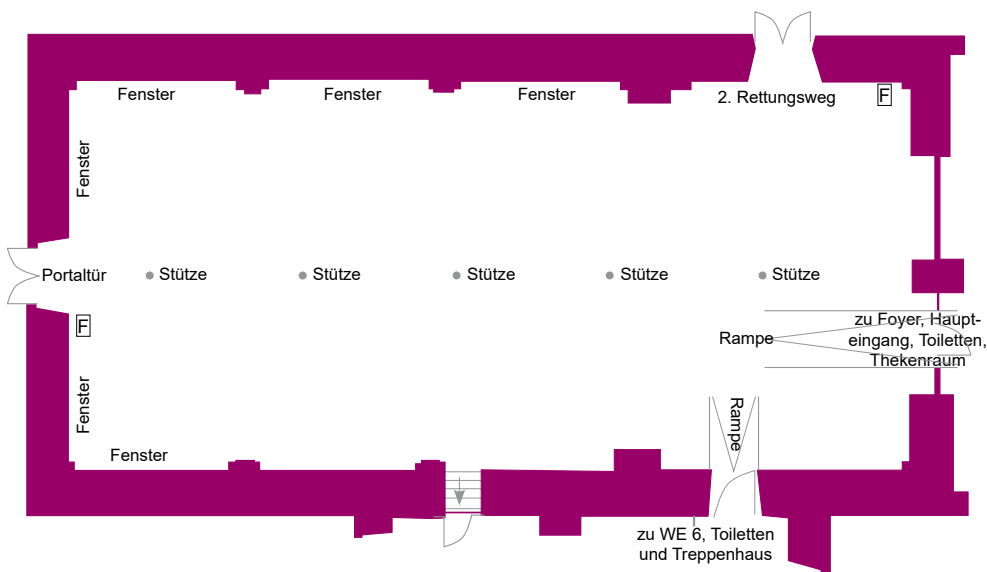 Fenster
Fenster
Fenster
2. Rettungsweg
F
Fenster
Portaltür
Stütze
Stütze
Stütze
Stütze
Stütze
F
zu Foyer, Haupt-
eingang, Toiletten,
Thekenraum
Rampe
Fenster
Rampe
Fenster
zu WE 6, Toiletten
und Treppenhaus